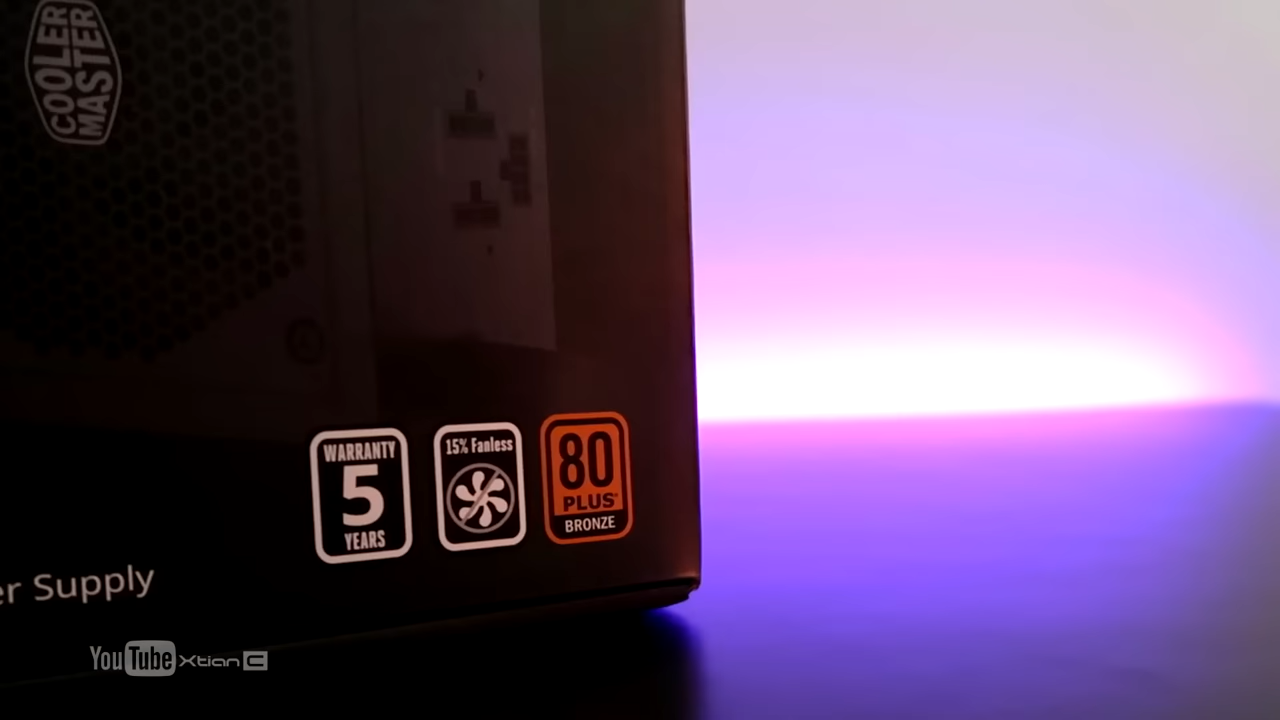 COOLER
MASTER
WARRANTY
5
YEARS
15% Fanless
80
PLUS®
BRONZE
er Supply
YouTube Xtian C